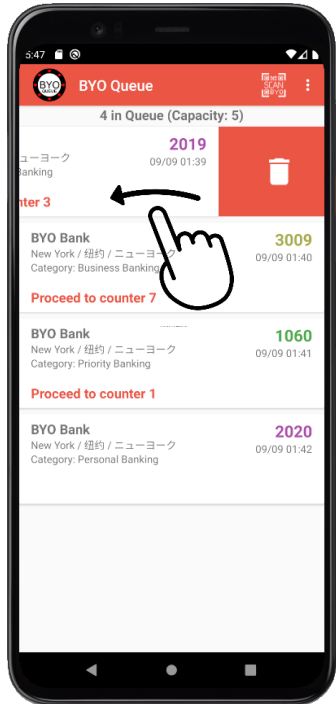 5:47
BYO
QUEUE
BYO Queue
SCAN
BYO
4 in Queue (Capacity: 5)
2019
ューヨーク
09/09 01:39
Banking
nter 3
BYO Bank
3009
New York / 纽约 / ニューヨーク
09/09 01:40
Category: Business Banking
Proceed to counter 7
BYO Bank
1060
New York / 纽约 / ニューヨーク
09/09 01:41
Category: Priority Banking
Proceed to counter 1
BYO Bank
2020
New York / 纽约 / ニューヨーク
09/09 01:42
Category: Personal Banking